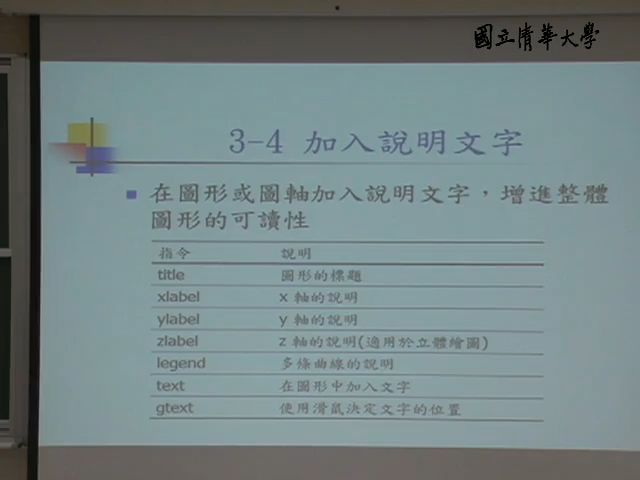 國立清華大學
3-4 加入說明文字
在圖形或圖軸加入說明文字，增進整體
圖形的可讀性
指令 說明
title 圖形的標題
xlabel x 軸的說明
ylabel y 軸的說明
zlabel z 軸的說明(適用於立體繪圖)
legend 多條曲線的說明
text 在圖形中加入文字
gtext 使用滑鼠決定文字的位置